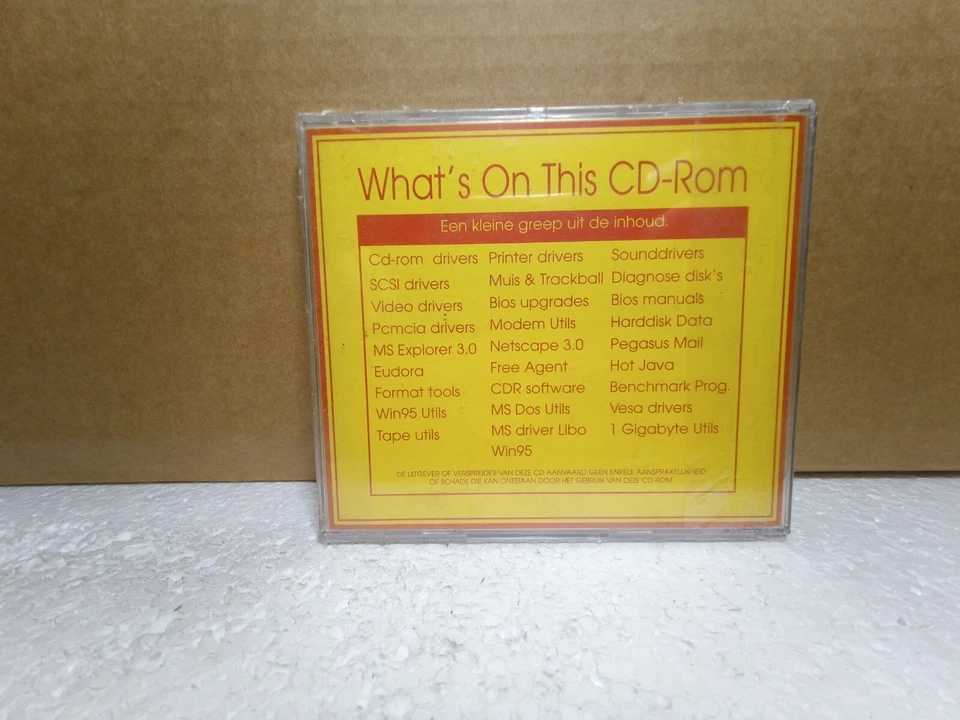 What's On This CD-Rom
Een kleine greep uit de inhoud.
Cd-rom drivers
SCSI drivers
Video drivers
Pcmcia drivers
MS Explorer 3.0
Eudora
Format tools
Win95 Utils
Tape utils
Printer drivers
Muis & Trackball
Bios upgrades
Modem Utils
Netscape 3.0
Free Agent
CDR software
MS Dos Utils
MS driver Libo
Win95
Sounddrivers
Diagnose disk's
Bios manuals
Harddisk Data
Pegasus Mail
Hot Java
Benchmark Prog.
Vesa drivers
1 Gigabyte Utils
DE UITGEVER OF VERSPREIDER VAN DEZE CD AANVAARD GEEN ENKELE AANSPRAKELIJKHEID
OF SCHADE DIE KAN ONTSTAAN DOOR HET GEBRUIK VAN DEZE CD-ROM